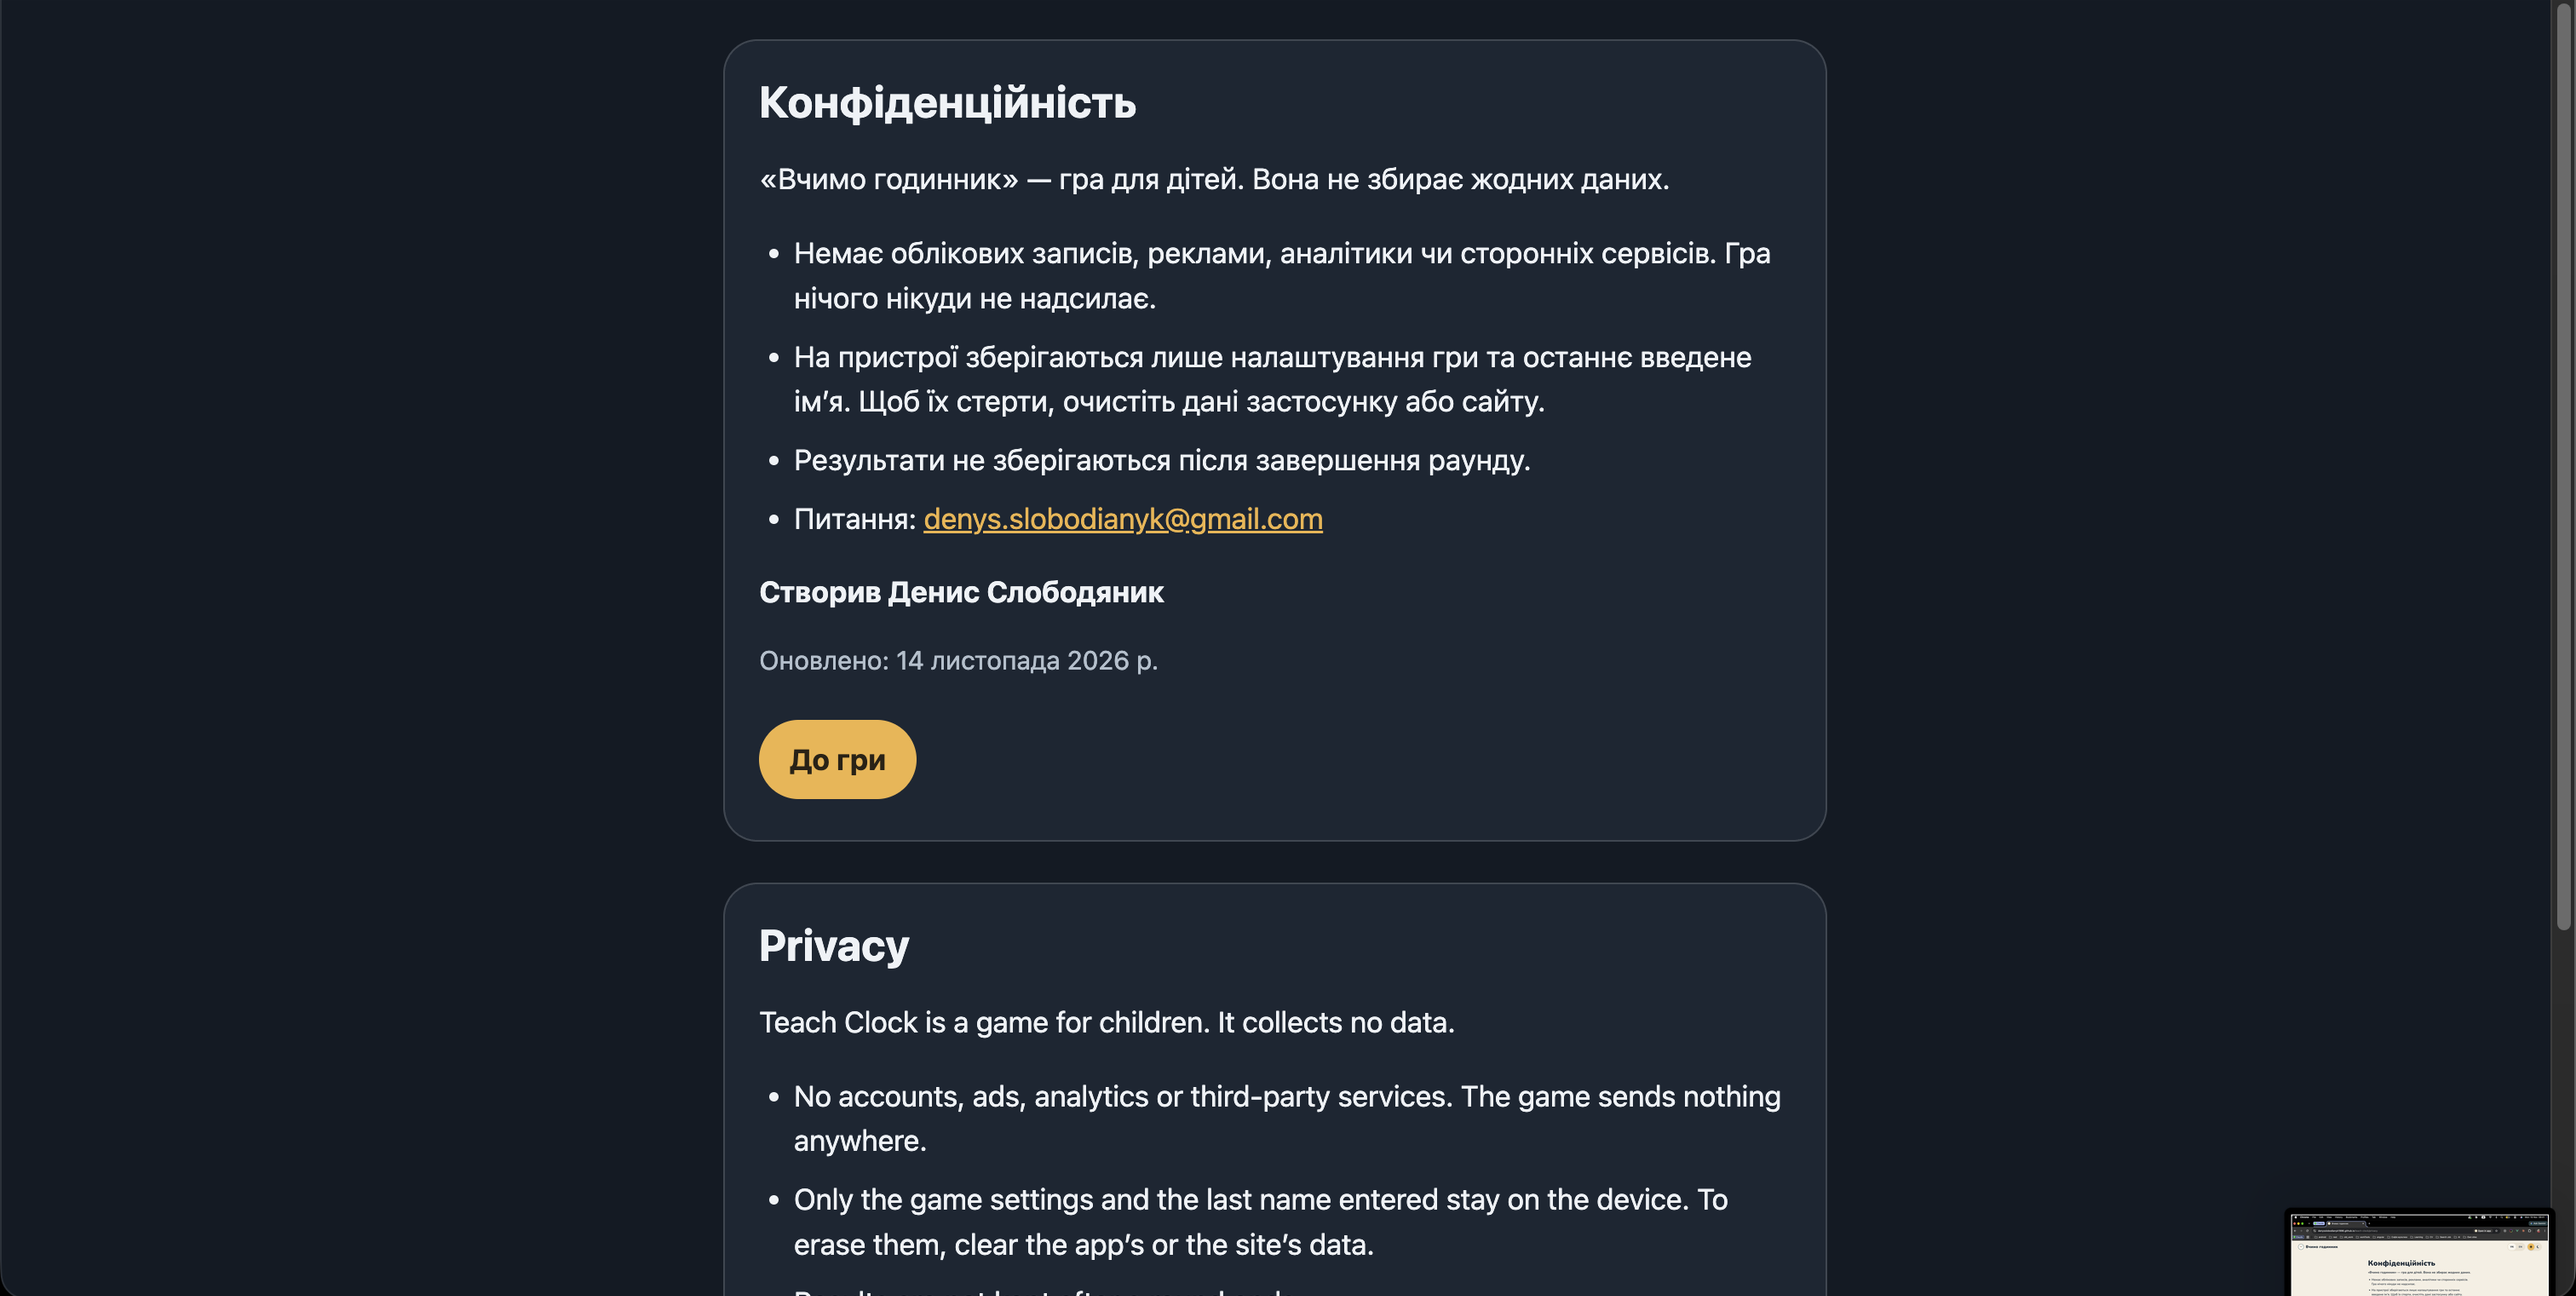 Конфіденційність
«Вчимо годинник» — гра для дітей. Вона не збирає жодних даних.
• Немає облікових записів, реклами, аналітики чи сторонніх сервісів. Гра
нічого нікуди не надсилає.
• На пристрої зберігаються лише налаштування гри та останнє введене
ім’я. Щоб їх стерти, очистіть дані застосунку або сайту.
• Результати не зберігаються після завершення раунду.
• Питання: denys.slobodianyk@gmail.com
Створив Денис Слободяник
Оновлено: 14 листопада 2026 р.
До гри
Privacy
Teach Clock is a game for children. It collects no data.
• No accounts, ads, analytics or third-party services. The game sends nothing
anywhere.
• Only the game settings and the last name entered stay on the device. To
erase them, clear the app’s or the site’s data.
Конфіденційність